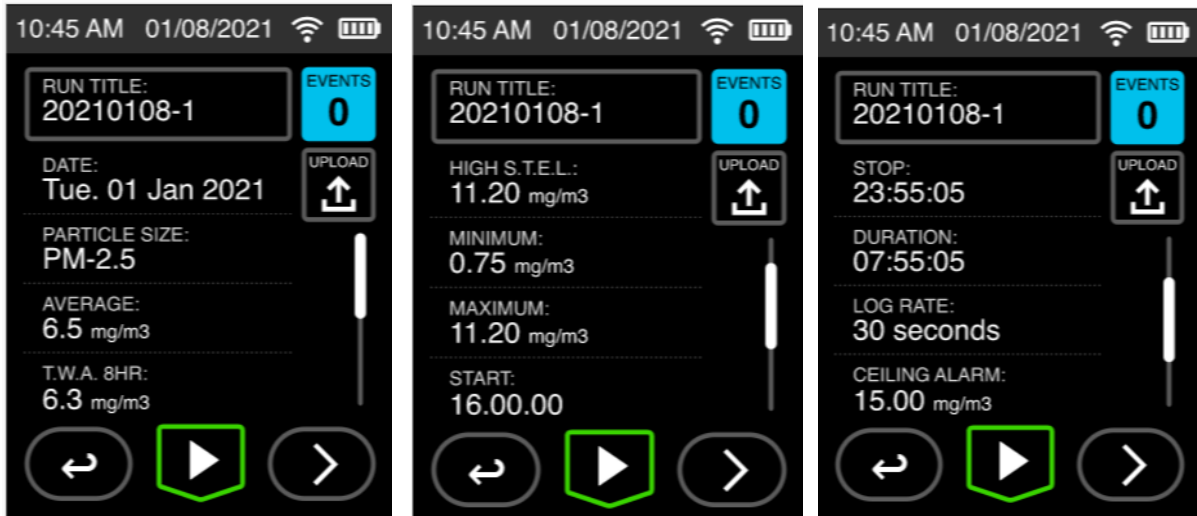 10:45 AM 01/08/2021
RUN TITLE:
20210108-1
EVENTS
0
DATE:
Tue. 01 Jan 2021
UPLOAD
PARTICLE SIZE:
PM-2.5
AVERAGE:
6.5 mg/m3
T.W.A. 8HR:
6.3 mg/m3
10:45 AM 01/08/2021
RUN TITLE:
20210108-1
EVENTS
0
HIGH S.T.E.L.:
11.20 mg/m3
UPLOAD
MINIMUM:
0.75 mg/m3
MAXIMUM:
11.20 mg/m3
START:
16.00.00
10:45 AM 01/08/2021
RUN TITLE:
20210108-1
EVENTS
0
STOP:
23:55:05
UPLOAD
DURATION:
07:55:05
LOG RATE:
30 seconds
CEILING ALARM:
15.00 mg/m3